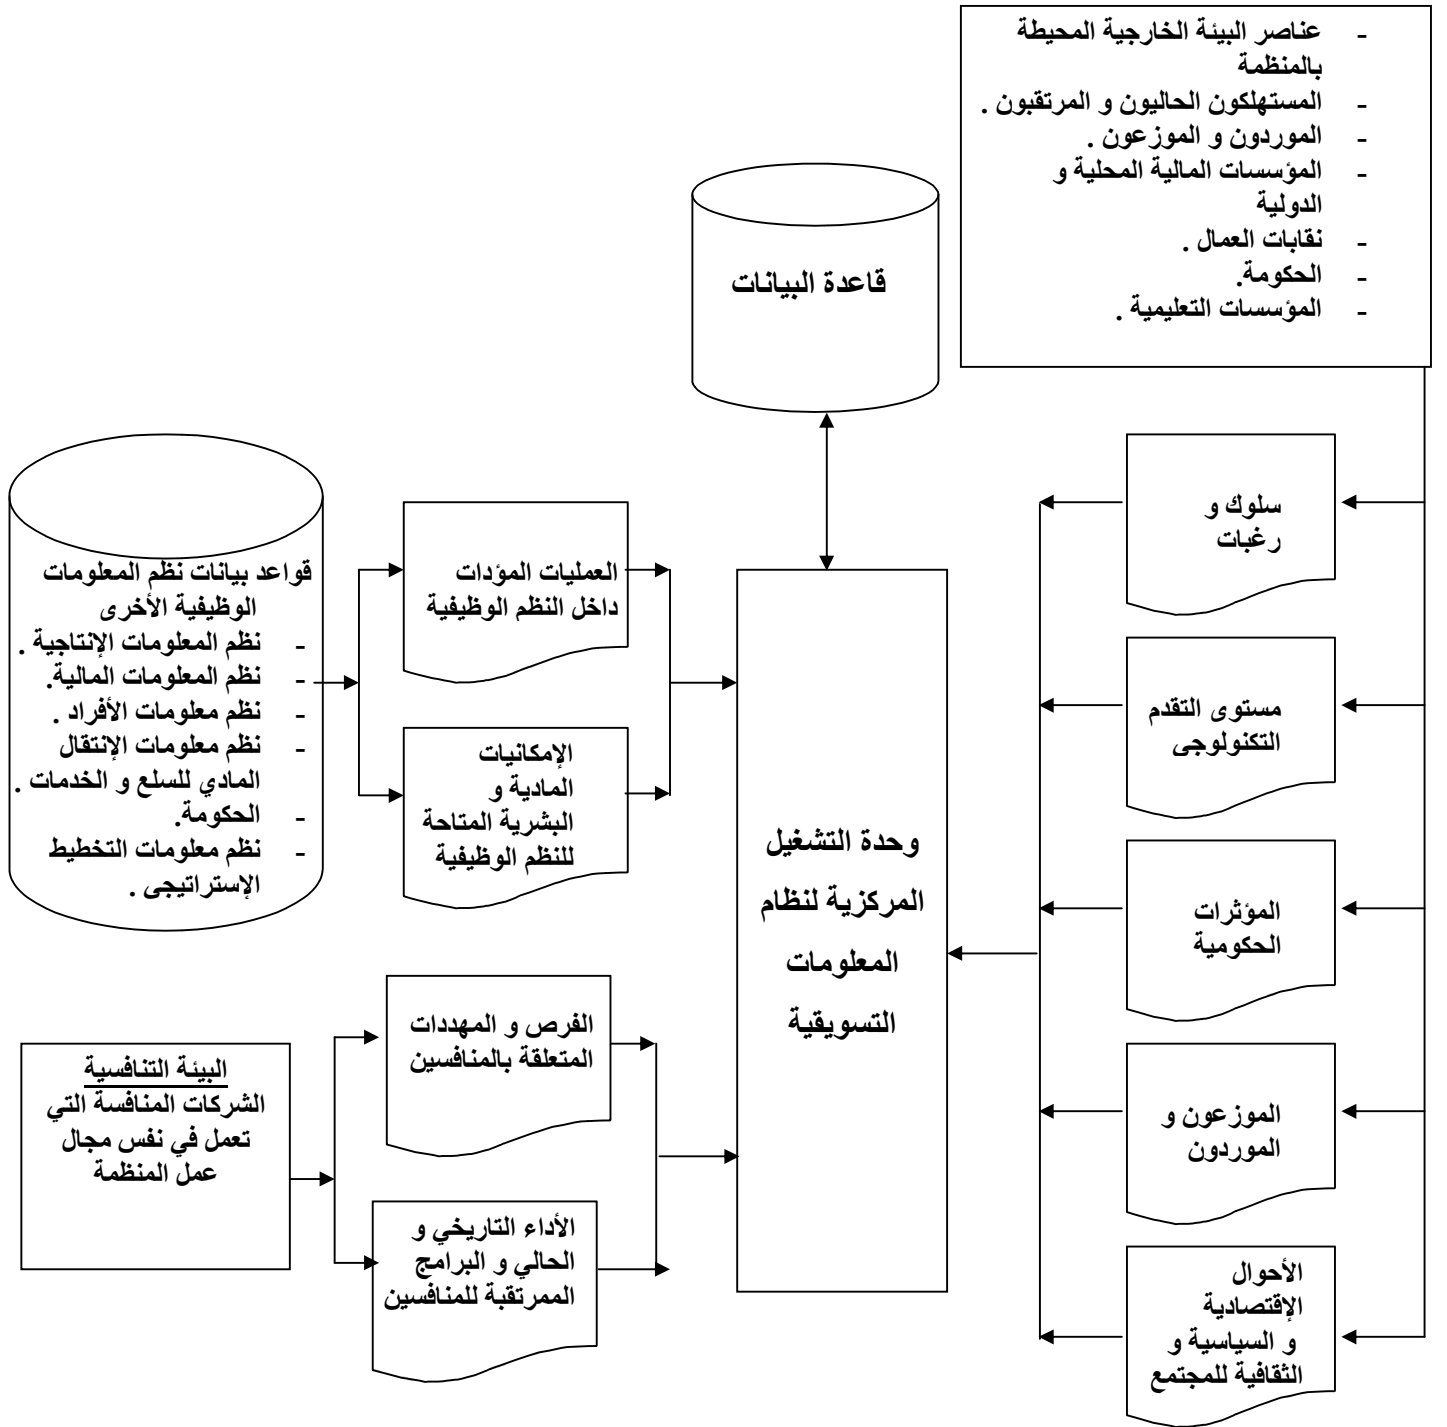 - عناصر البيئة الخارجية المحيطة
بالمنظمة
- المستهلكون الحاليون و المرتقبون .
- الموردون و الموزعون .
- المؤسسات المالية المحلية و
الدولية
- نقابات العمال .
- الحكومة.
- المؤسسات التعليمية .
قاعدة البيانات
سلوك و
رغبات
مستوى التقدم
التكنولوجى
المؤثرات
الحكومية
الموزعون و
الموردون
الأحوال
الإقتصادية
و السياسية و
الثقافية للمجتمع
وحدة التشغيل
المركزية لنظام
المعلومات
التسويقية
العمليات المؤدات
داخل النظم الوظيفية
الإمكانيات
المادية و
البشرية المتاحة
للنظم الوظيفية
قواعد بيانات نظم المعلومات
الوظيفية الأخرى
- نظم المعلومات الإنتاجية .
- نظم المعلومات المالية.
- نظم معلومات الأفراد .
- نظم معلومات الإنتقال
المادي للسلع و الخدمات .
- الحكومة.
- نظم معلومات التخطيط
الإستراتيجى .
الفرص و المهددات
المتعلقة بالمنافسين
الأداء التاريخي و
الحالي و البرامج
الممرتقبة للمنافسين
البيئة التنافسية
الشركات المنافسة التي
تعمل في نفس مجال
عمل المنظمة